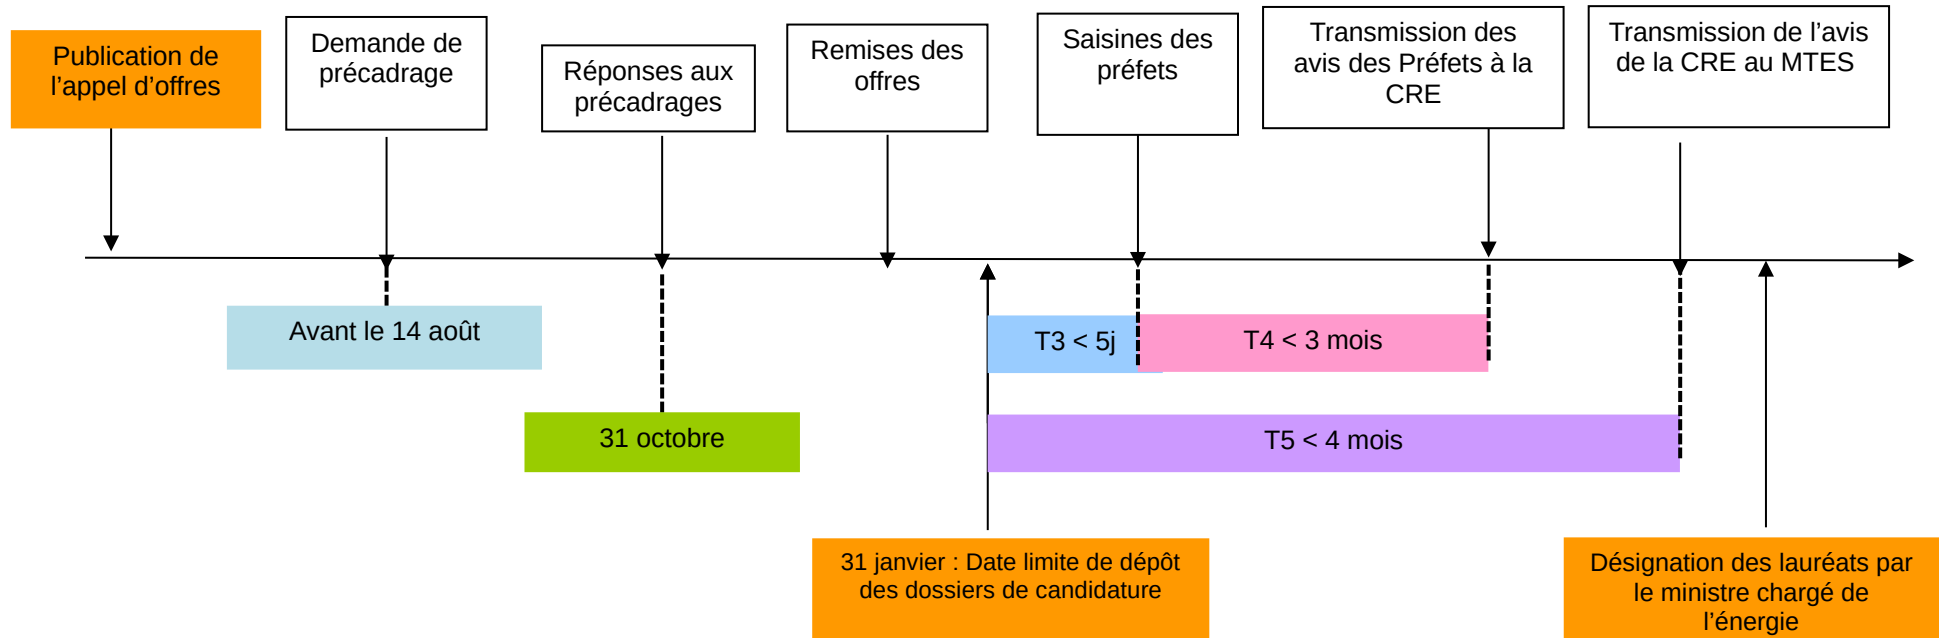 Publication de
l'appel d'offres
Demande de
précadrage
Réponses aux
précadrages
Remises des
offres
Saisines des
préfets
Transmission des
avis des Préfets à la
CRE
Transmission de l'avis
de la CRE au MTES
Avant le 14 août
31 octobre
T3 < 5j
T4 < 3 mois
T5 < 4 mois
31 janvier : Date limite de dépôt
des dossiers de candidature
Désignation des lauréats par
le ministre chargé de
l'énergie